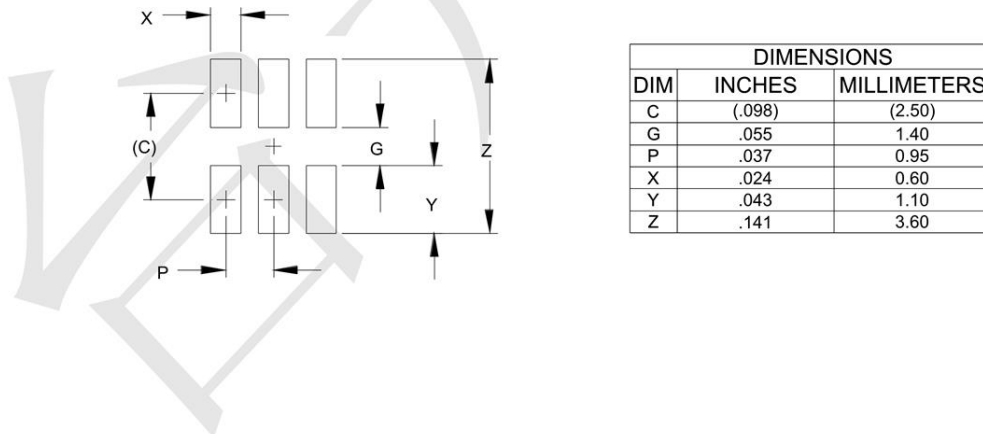 X
(C)
G
Z
Y
P
DIMENSIONS
DIM INCHES MILLIMETERS
C (.098) (2.50)
G .055 1.40
P .037 0.95
X .024 0.60
Y .043 1.10
Z .141 3.60